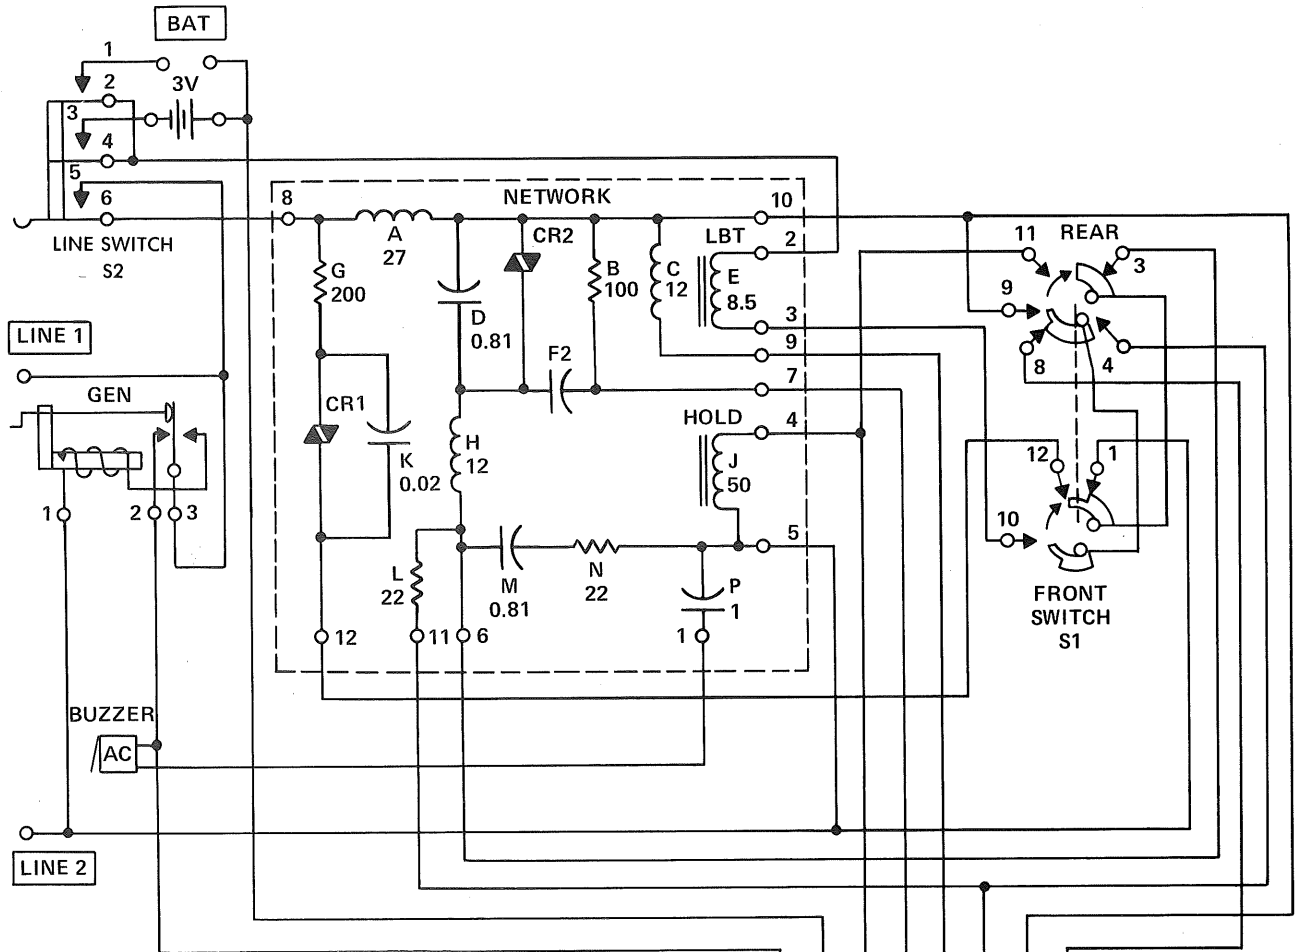 BAT
1
2
3V
3
4
5
6
LINE SWITCH
S2
8
NETWORK
10
A
27
CR2
LBT
2
11
REAR
3
G
200
B
100
C
12
E
8.5
9
D
0.81
3
9
8
4
LINE 1
GEN
F2
7
CR1
HOLD
4
K
0.02
H
12
J
50
12
1
1
2
3
10
5
L
22
M
0.81
N
22
P
1
FRONT
SWITCH
S1
12
11
6
1
BUZZER
AC
LINE 2